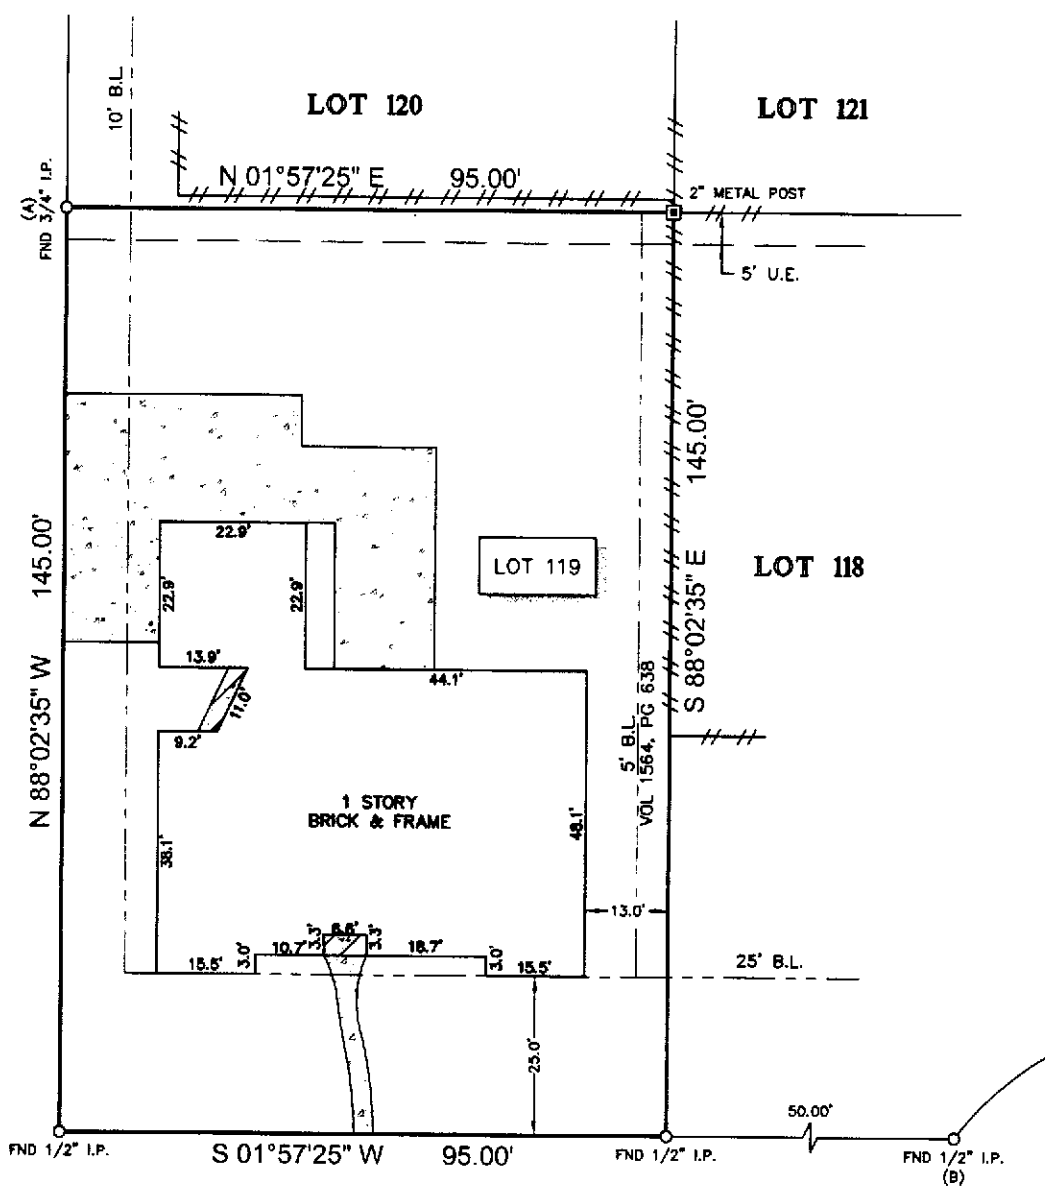 10' B.L.
LOT 120
LOT 121
N 01°57'25" E 95.00'
2" METAL POST
(A)
FND 3/4" I.P.
5' U.E.
145.00'
S 88°02'35" E
N 88°02'35" W 145.00'
22.9'
22.9'
22.9'
LOT 119
LOT 118
13.9'
11.0'
9.2'
44.1'
5' B.L.
VOL 1564, PG 638
1 STORY
BRICK & FRAME
38.1'
48.1'
13.0'
3.3'
6.6'
3.3'
3.0'
10.7'
18.7'
3.0'
15.5'
15.5'
25' B.L.
25.0'
50.00'
FND 1/2" I.P.
S 01°57'25" W 95.00'
FND 1/2" I.P.
FND 1/2" I.P.
(B)